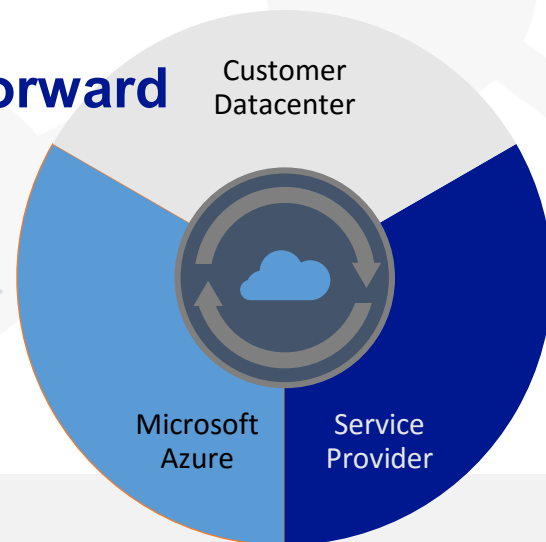 orward
Customer
Datacenter
Microsoft
Azure
Service
Provider